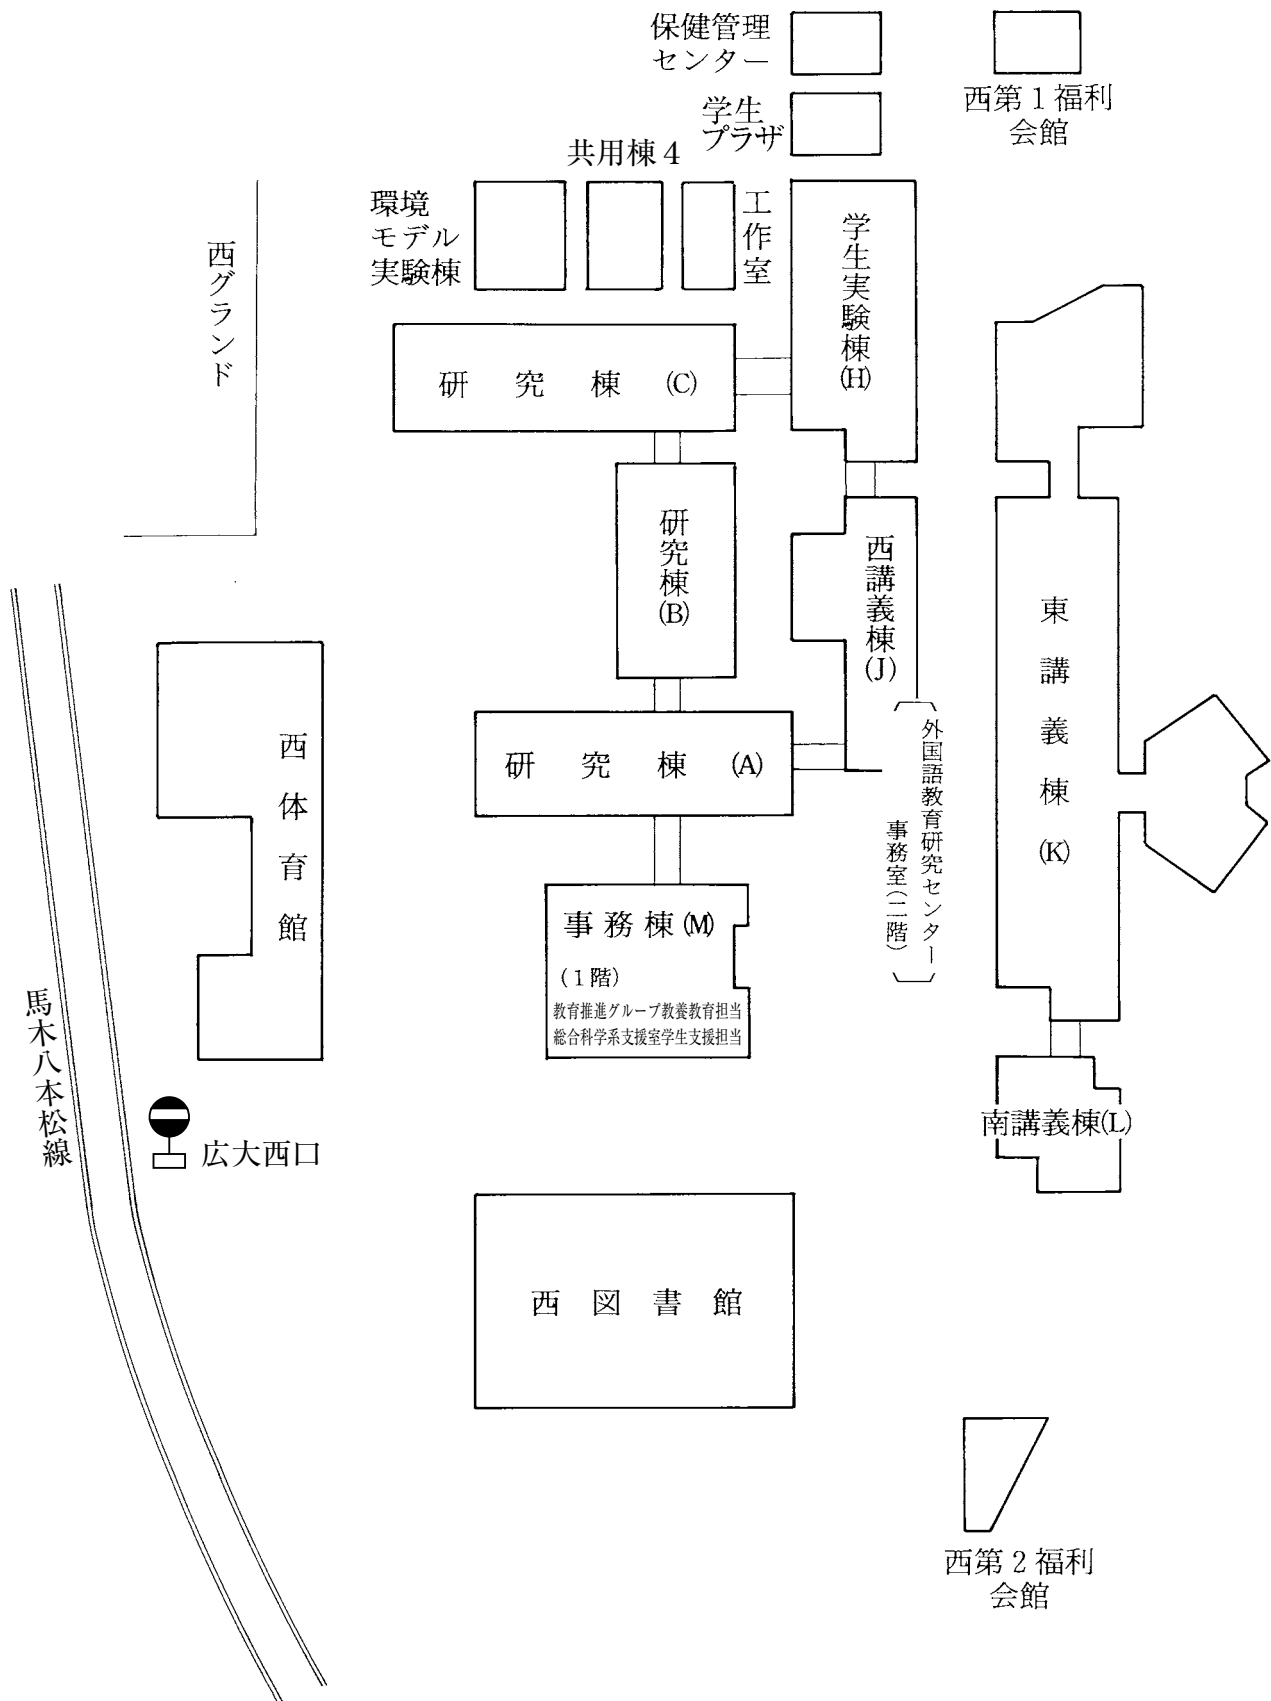 保健管理
センター
西第1福利
会館
学生
プラザ
共用棟4
環境
モデル
実験棟
工作室
学生実験棟(H)
西グランド
研究棟(C)
研究棟(B)
西講義棟(J)
東講義棟(K)
研究棟(A)
外国語教育研究センター
事務室(二階)
西体育館
事務棟(M)
(1階)
教育推進グループ教養教育担当
総合科学系支援室学生支援担当
馬木八本松線
広大西口
南講義棟(L)
西図書館
西第2福利
会館